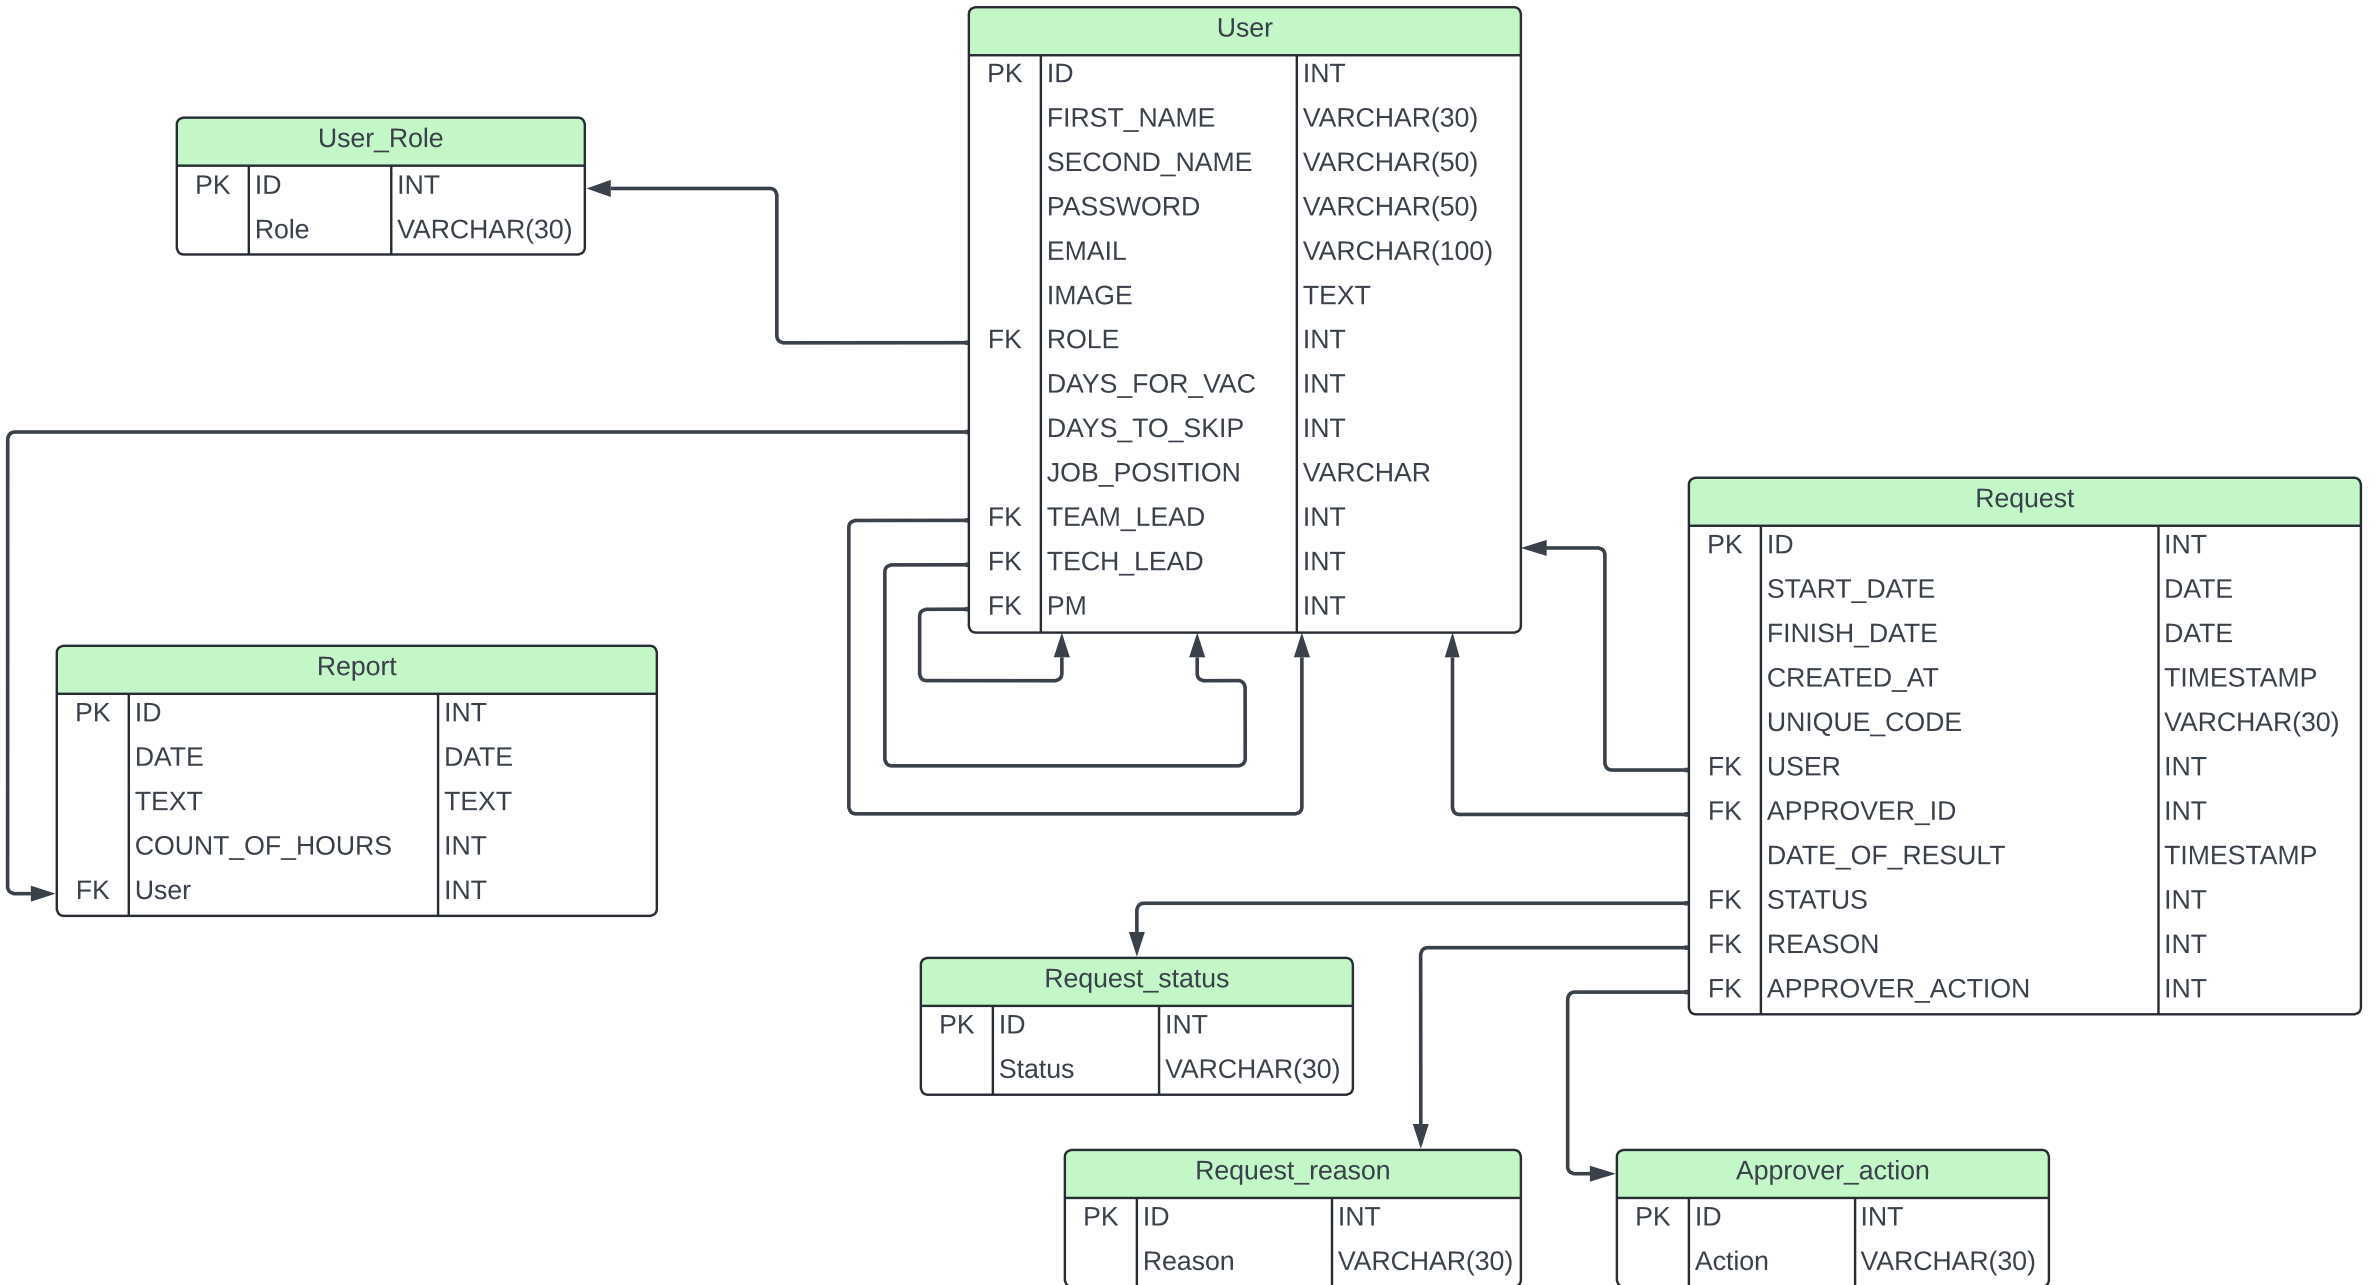 User
PK ID INT
FIRST_NAME VARCHAR(30)
SECOND_NAME VARCHAR(50)
PASSWORD VARCHAR(50)
EMAIL VARCHAR(100)
IMAGE TEXT
FK ROLE INT
DAYS_FOR_VAC INT
DAYS_TO_SKIP INT
JOB_POSITION VARCHAR
FK TEAM_LEAD INT
FK TECH_LEAD INT
FK PM INT
User_Role
PK ID INT
Role VARCHAR(30)
Request
PK ID INT
START_DATE DATE
FINISH_DATE DATE
CREATED_AT TIMESTAMP
UNIQUE_CODE VARCHAR(30)
FK USER INT
FK APPROVER_ID INT
DATE_OF_RESULT TIMESTAMP
FK STATUS INT
FK REASON INT
FK APPROVER_ACTION INT
Report
PK ID INT
DATE DATE
TEXT TEXT
COUNT_OF_HOURS INT
FK User INT
Request_status
PK ID INT
Status VARCHAR(30)
Request_reason
PK ID INT
Reason VARCHAR(30)
Approver_action
PK ID INT
Action VARCHAR(30)